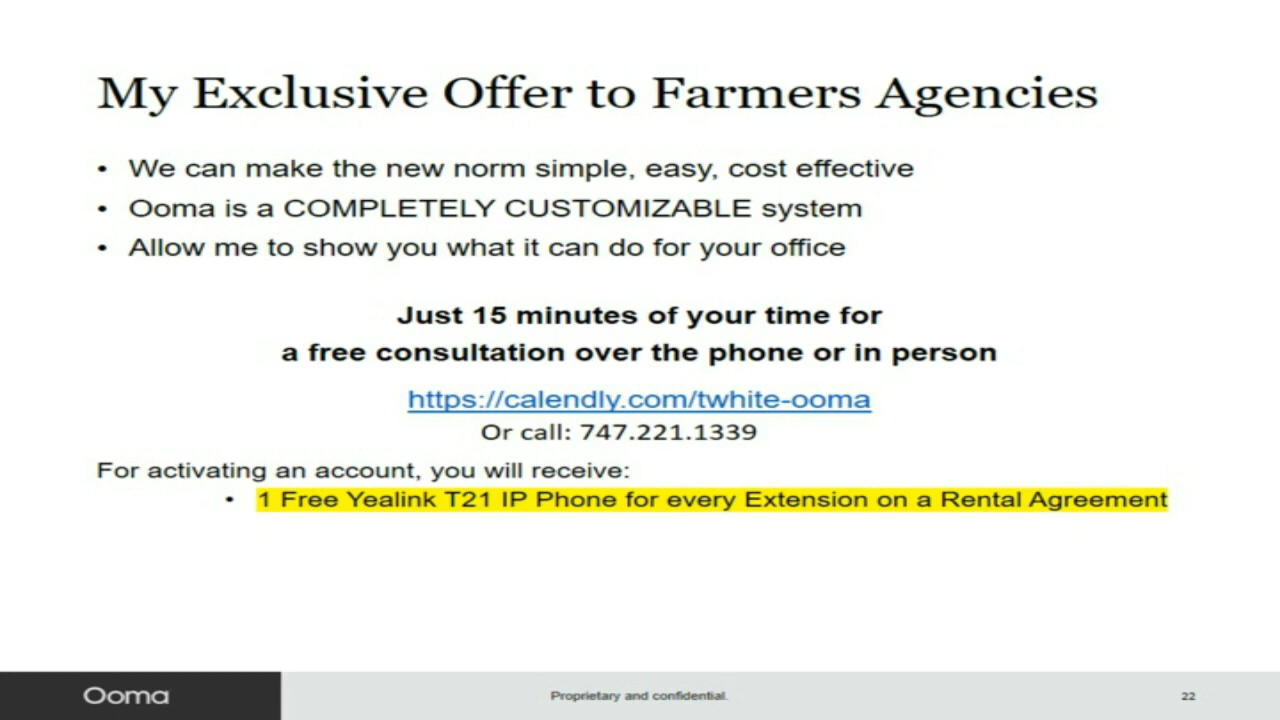 My Exclusive Offer to Farmers Agencies
• We can make the new norm simple, easy, cost effective
• Ooma is a COMPLETELY CUSTOMIZABLE system
• Allow me to show you what it can do for your office
Just 15 minutes of your time for
a free consultation over the phone or in person
https://calendly.com/twhite-ooma
Or call: 747.221.1339
For activating an account, you will receive:
• 1 Free Yealink T21 IP Phone for every Extension on a Rental Agreement
Ooma
Proprietary and confidential.
22